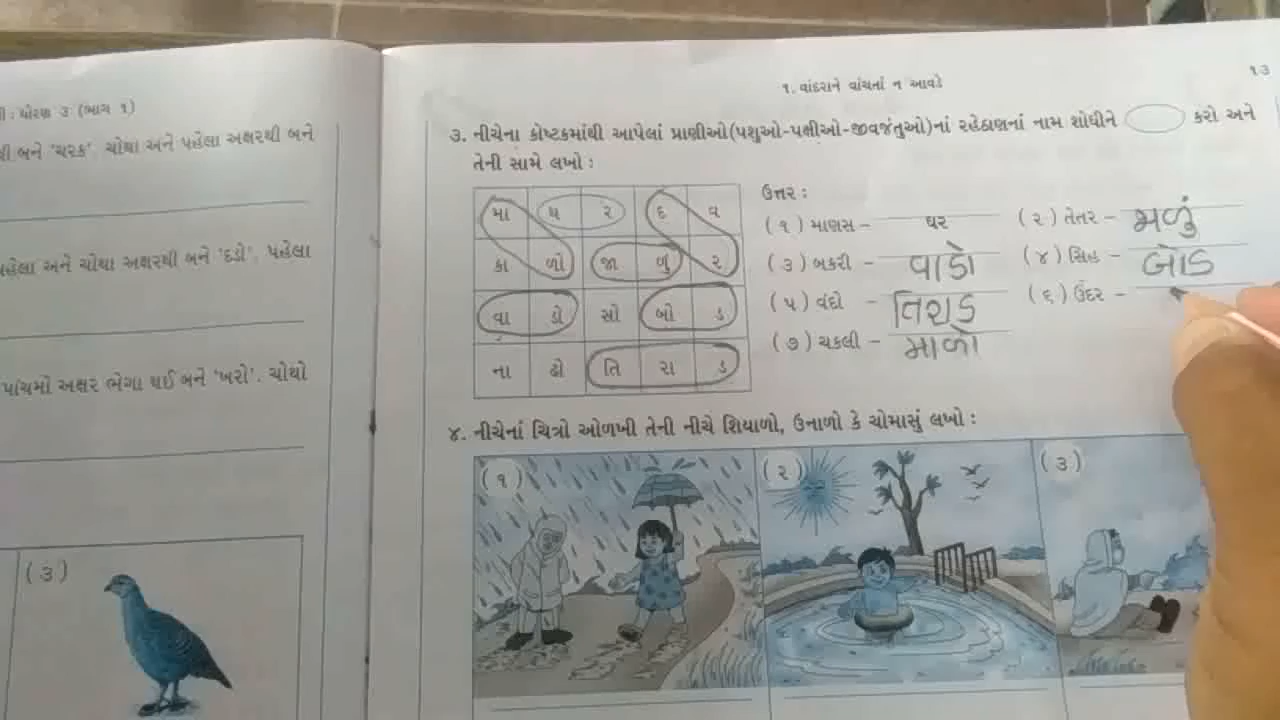 ી : ધોરણ ૩ (ભાગ ૧)
બને ‘ચરક’. ચોથા અને પહેલા અક્ષરથી બને
પહેલા અને ચોથા અક્ષરથી બને ‘દડો’. પહેલા
પાંચમો અક્ષર ભેગા થઈ બને ‘ખરો’. ચોથો
(૩)
૧. વાંદરાને વાંચતાં ન આવડે
૧૩
૩. નીચેના કોષ્ટકમાંથી આપેલાં પ્રાણીઓ(પશુઓ-પક્ષીઓ-જીવજંતુઓ)નાં રહેઠાણનાં નામ શોધીને કરો અને
તેની સામે લખો :
મા ઘ ર દ વ
કા ળો જા ળું ર
વા ડો સો બો ડ
ના ઢો તિ રા ડ
ઉત્તર :
(૧) માણસ – ઘર (૨) તેતર – જાળું
(૩) બકરી – વાડો (૪) સિંહ – બોડ
(૫) વંદો – તિરાડ (૬) ઉંદર –
(૭) ચકલી – માળો
૪. નીચેનાં ચિત્રો ઓળખી તેની નીચે શિયાળો, ઉનાળો કે ચોમાસું લખો :
(૧) (૨) (૩)